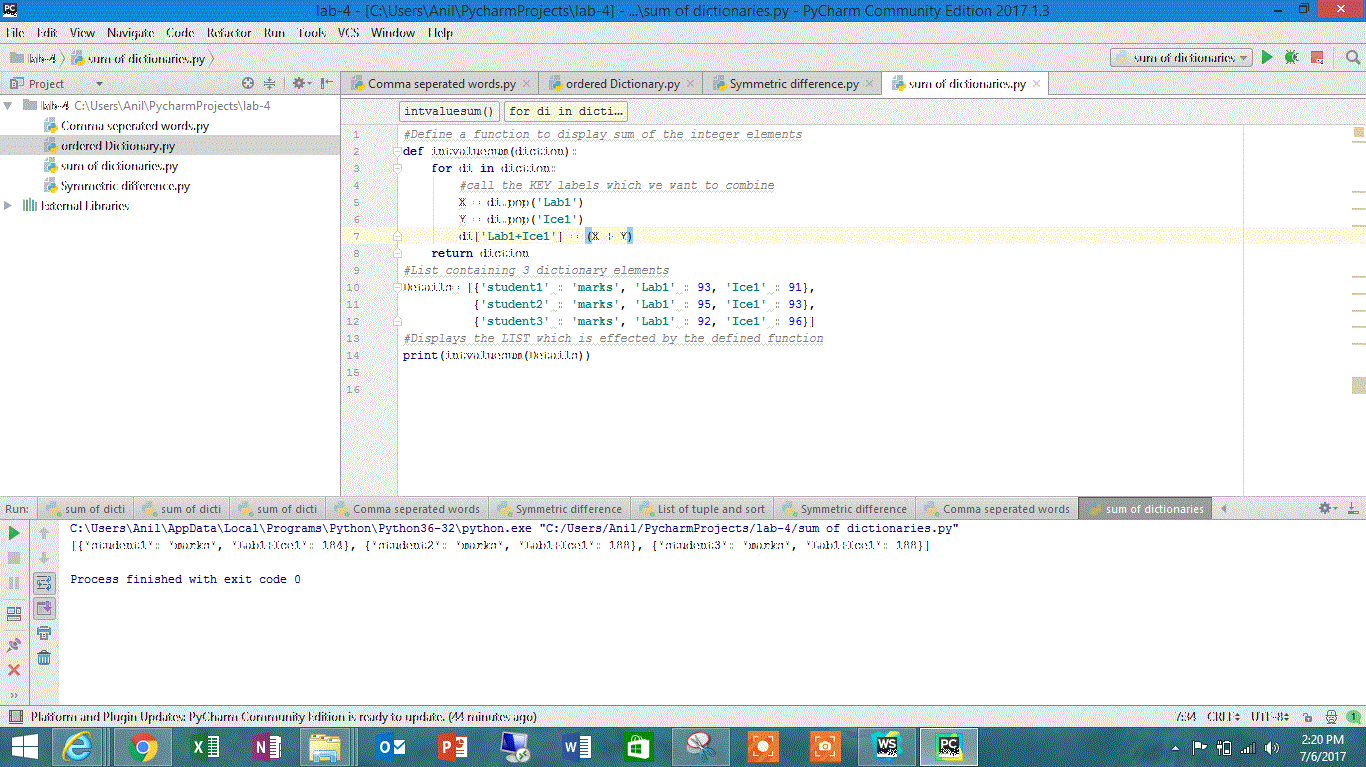 lab-4 - [C:\Users\Anil\PycharmProjects\lab-4] - ...\sum of dictionaries.py - PyCharm Community Edition 2017.1.3
File Edit View Navigate Code Refactor Run Tools VCS Window Help
lab-4 sum of dictionaries.py
sum of dictionaries
Project
Comma seperated words.py ordered Dictionary.py Symmetric difference.py sum of dictionaries.py
lab-4 C:\Users\Anil\PycharmProjects\lab-4
Comma seperated words.py
ordered Dictionary.py
sum of dictionaries.py
Symmetric difference.py
External Libraries
intvaluesum() for di in dicti...
1 #Define a function to display sum of the integer elements
2 def intvaluesum(diction):
3 for di in diction:
4 #call the KEY labels which we want to combine
5 X = di.pop('Lab1')
6 Y = di.pop('Ice1')
7 di['Lab1+Ice1'] = (X + Y)
8 return diction
9 #List containing 3 dictionary elements
10 Details= [{'student1' : 'marks', 'Lab1' : 93, 'Ice1' : 91},
11 {'student2' : 'marks', 'Lab1' : 95, 'Ice1' : 93},
12 {'student3' : 'marks', 'Lab1' : 92, 'Ice1' : 96}]
13 #Displays the LIST which is effected by the defined function
14 print(intvaluesum(Details))
15
16
Run: sum of dicti sum of dicti sum of dicti Comma seperated words Symmetric difference List of tuple and sort Symmetric difference Comma seperated words sum of dictionaries
C:\Users\Anil\AppData\Local\Programs\Python\Python36-32\python.exe "C:/Users/Anil/PycharmProjects/lab-4/sum of dictionaries.py"
[{'student1': 'marks', 'Lab1+Ice1': 184}, {'student2': 'marks', 'Lab1+Ice1': 188}, {'student3': 'marks', 'Lab1+Ice1': 188}]
Process finished with exit code 0
Platform and Plugin Updates: PyCharm Community Edition is ready to update. (44 minutes ago)
7:34 CRLF UTF-8 1
2:20 PM
7/6/2017